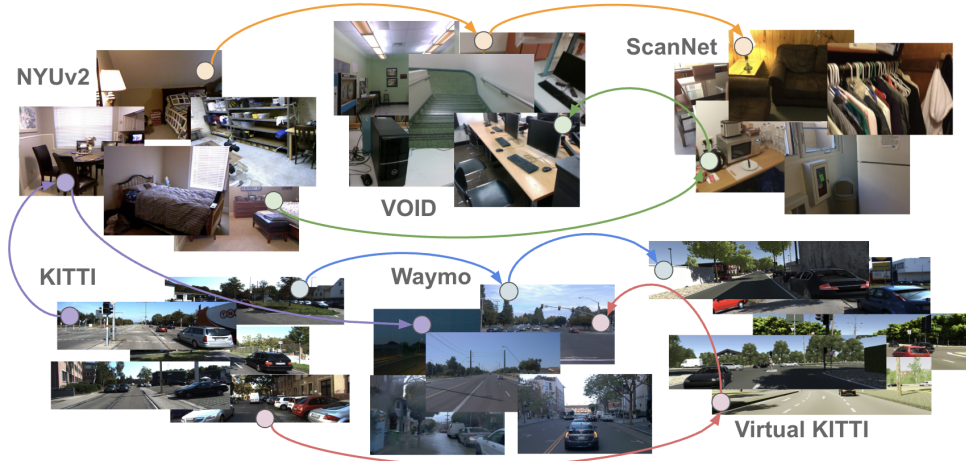 NYUv2
ScanNet
VOID
KITTI
Waymo
Virtual KITTI